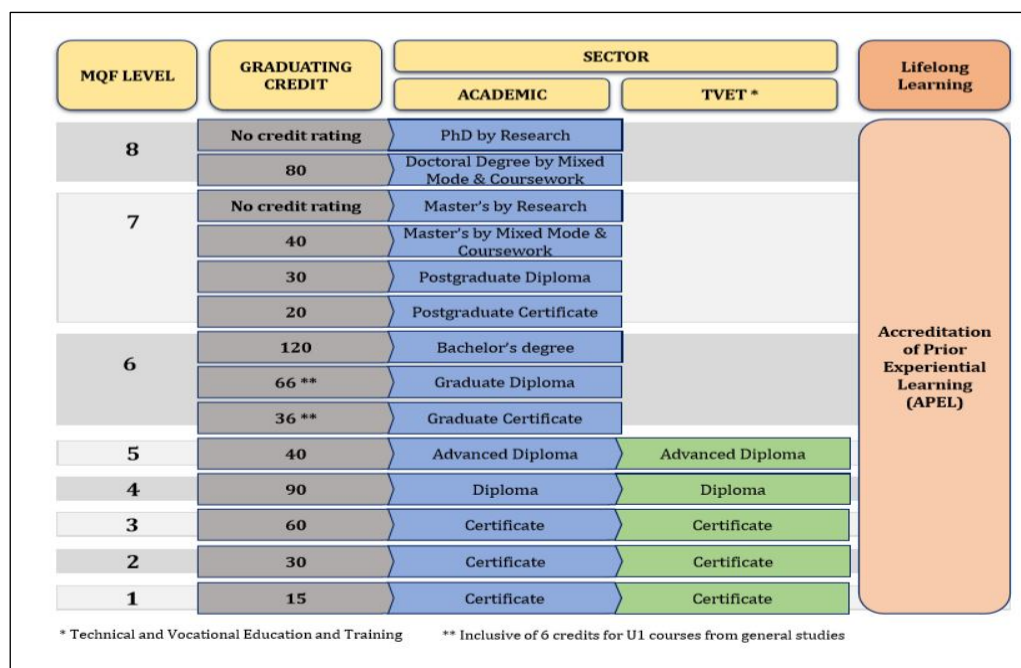 MQF LEVEL
GRADUATING
CREDIT
SECTOR
ACADEMIC
TVET *
Lifelong
Learning
8
No credit rating
PhD by Research
80
Doctoral Degree by Mixed
Mode & Coursework
7
No credit rating
Master's by Research
40
Master's by Mixed Mode &
Coursework
30
Postgraduate Diploma
20
Postgraduate Certificate
6
120
Bachelor's degree
66 **
Graduate Diploma
36 **
Graduate Certificate
5
40
Advanced Diploma
Advanced Diploma
4
90
Diploma
Diploma
3
60
Certificate
Certificate
2
30
Certificate
Certificate
1
15
Certificate
Certificate
Accreditation
of Prior
Experiential
Learning
(APEL)
* Technical and Vocational Education and Training
** Inclusive of 6 credits for U1 courses from general studies